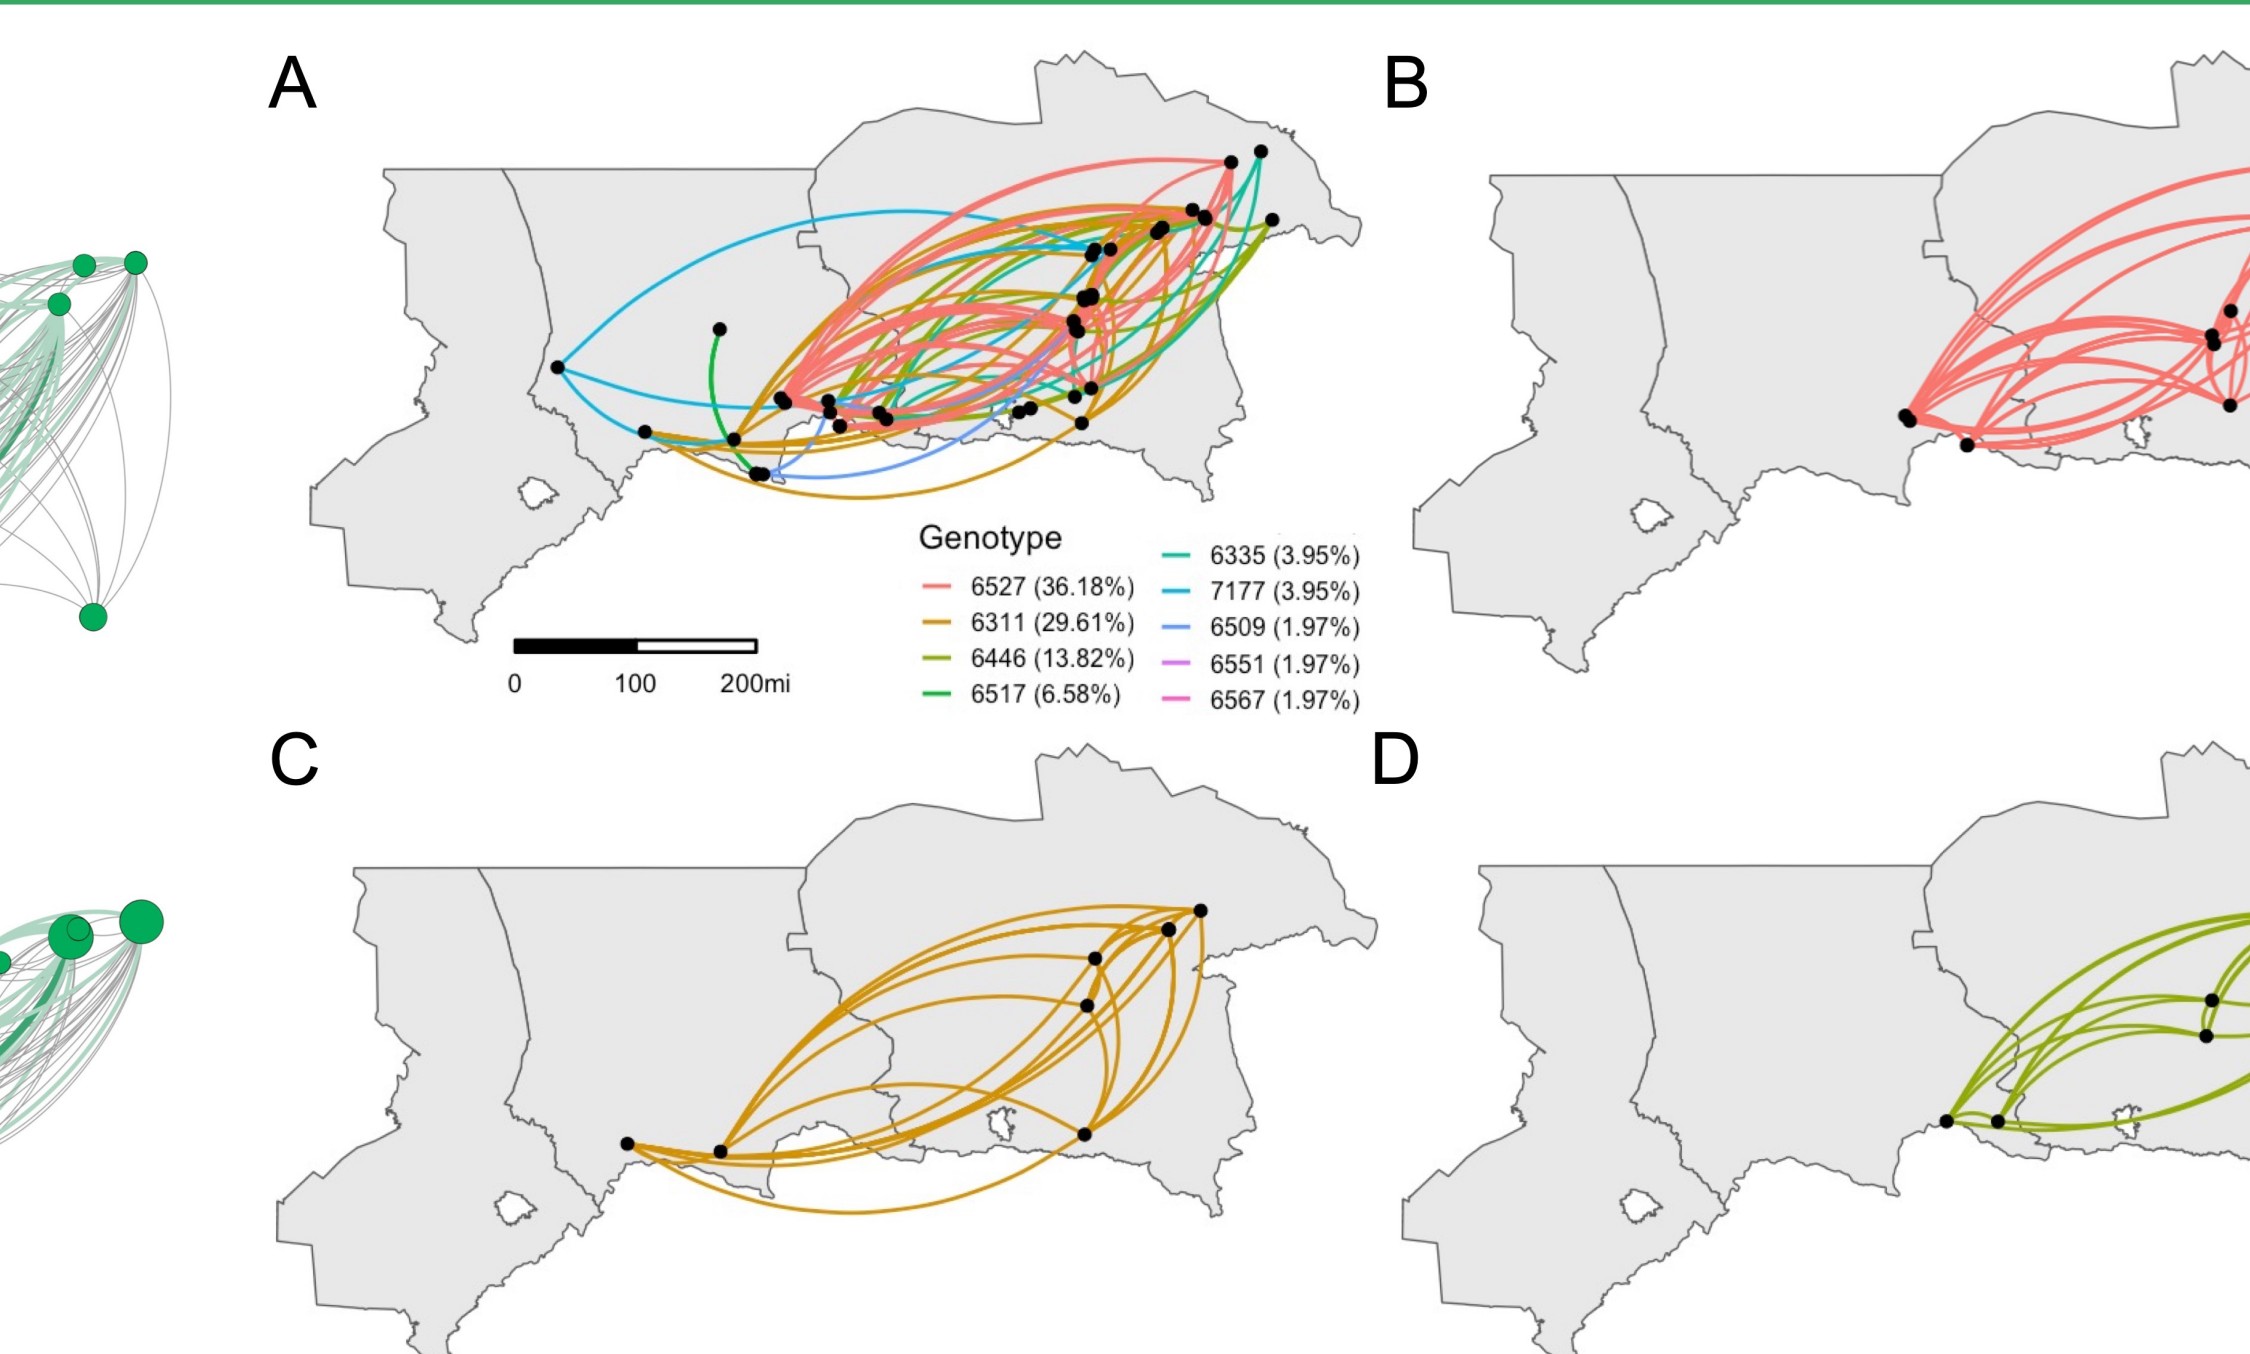 A
B
Genotype
6527 (36.18%)
6311 (29.61%)
6446 (13.82%)
6517 (6.58%)
6335 (3.95%)
7177 (3.95%)
6509 (1.97%)
6551 (1.97%)
6567 (1.97%)
0 100 200mi
C
D